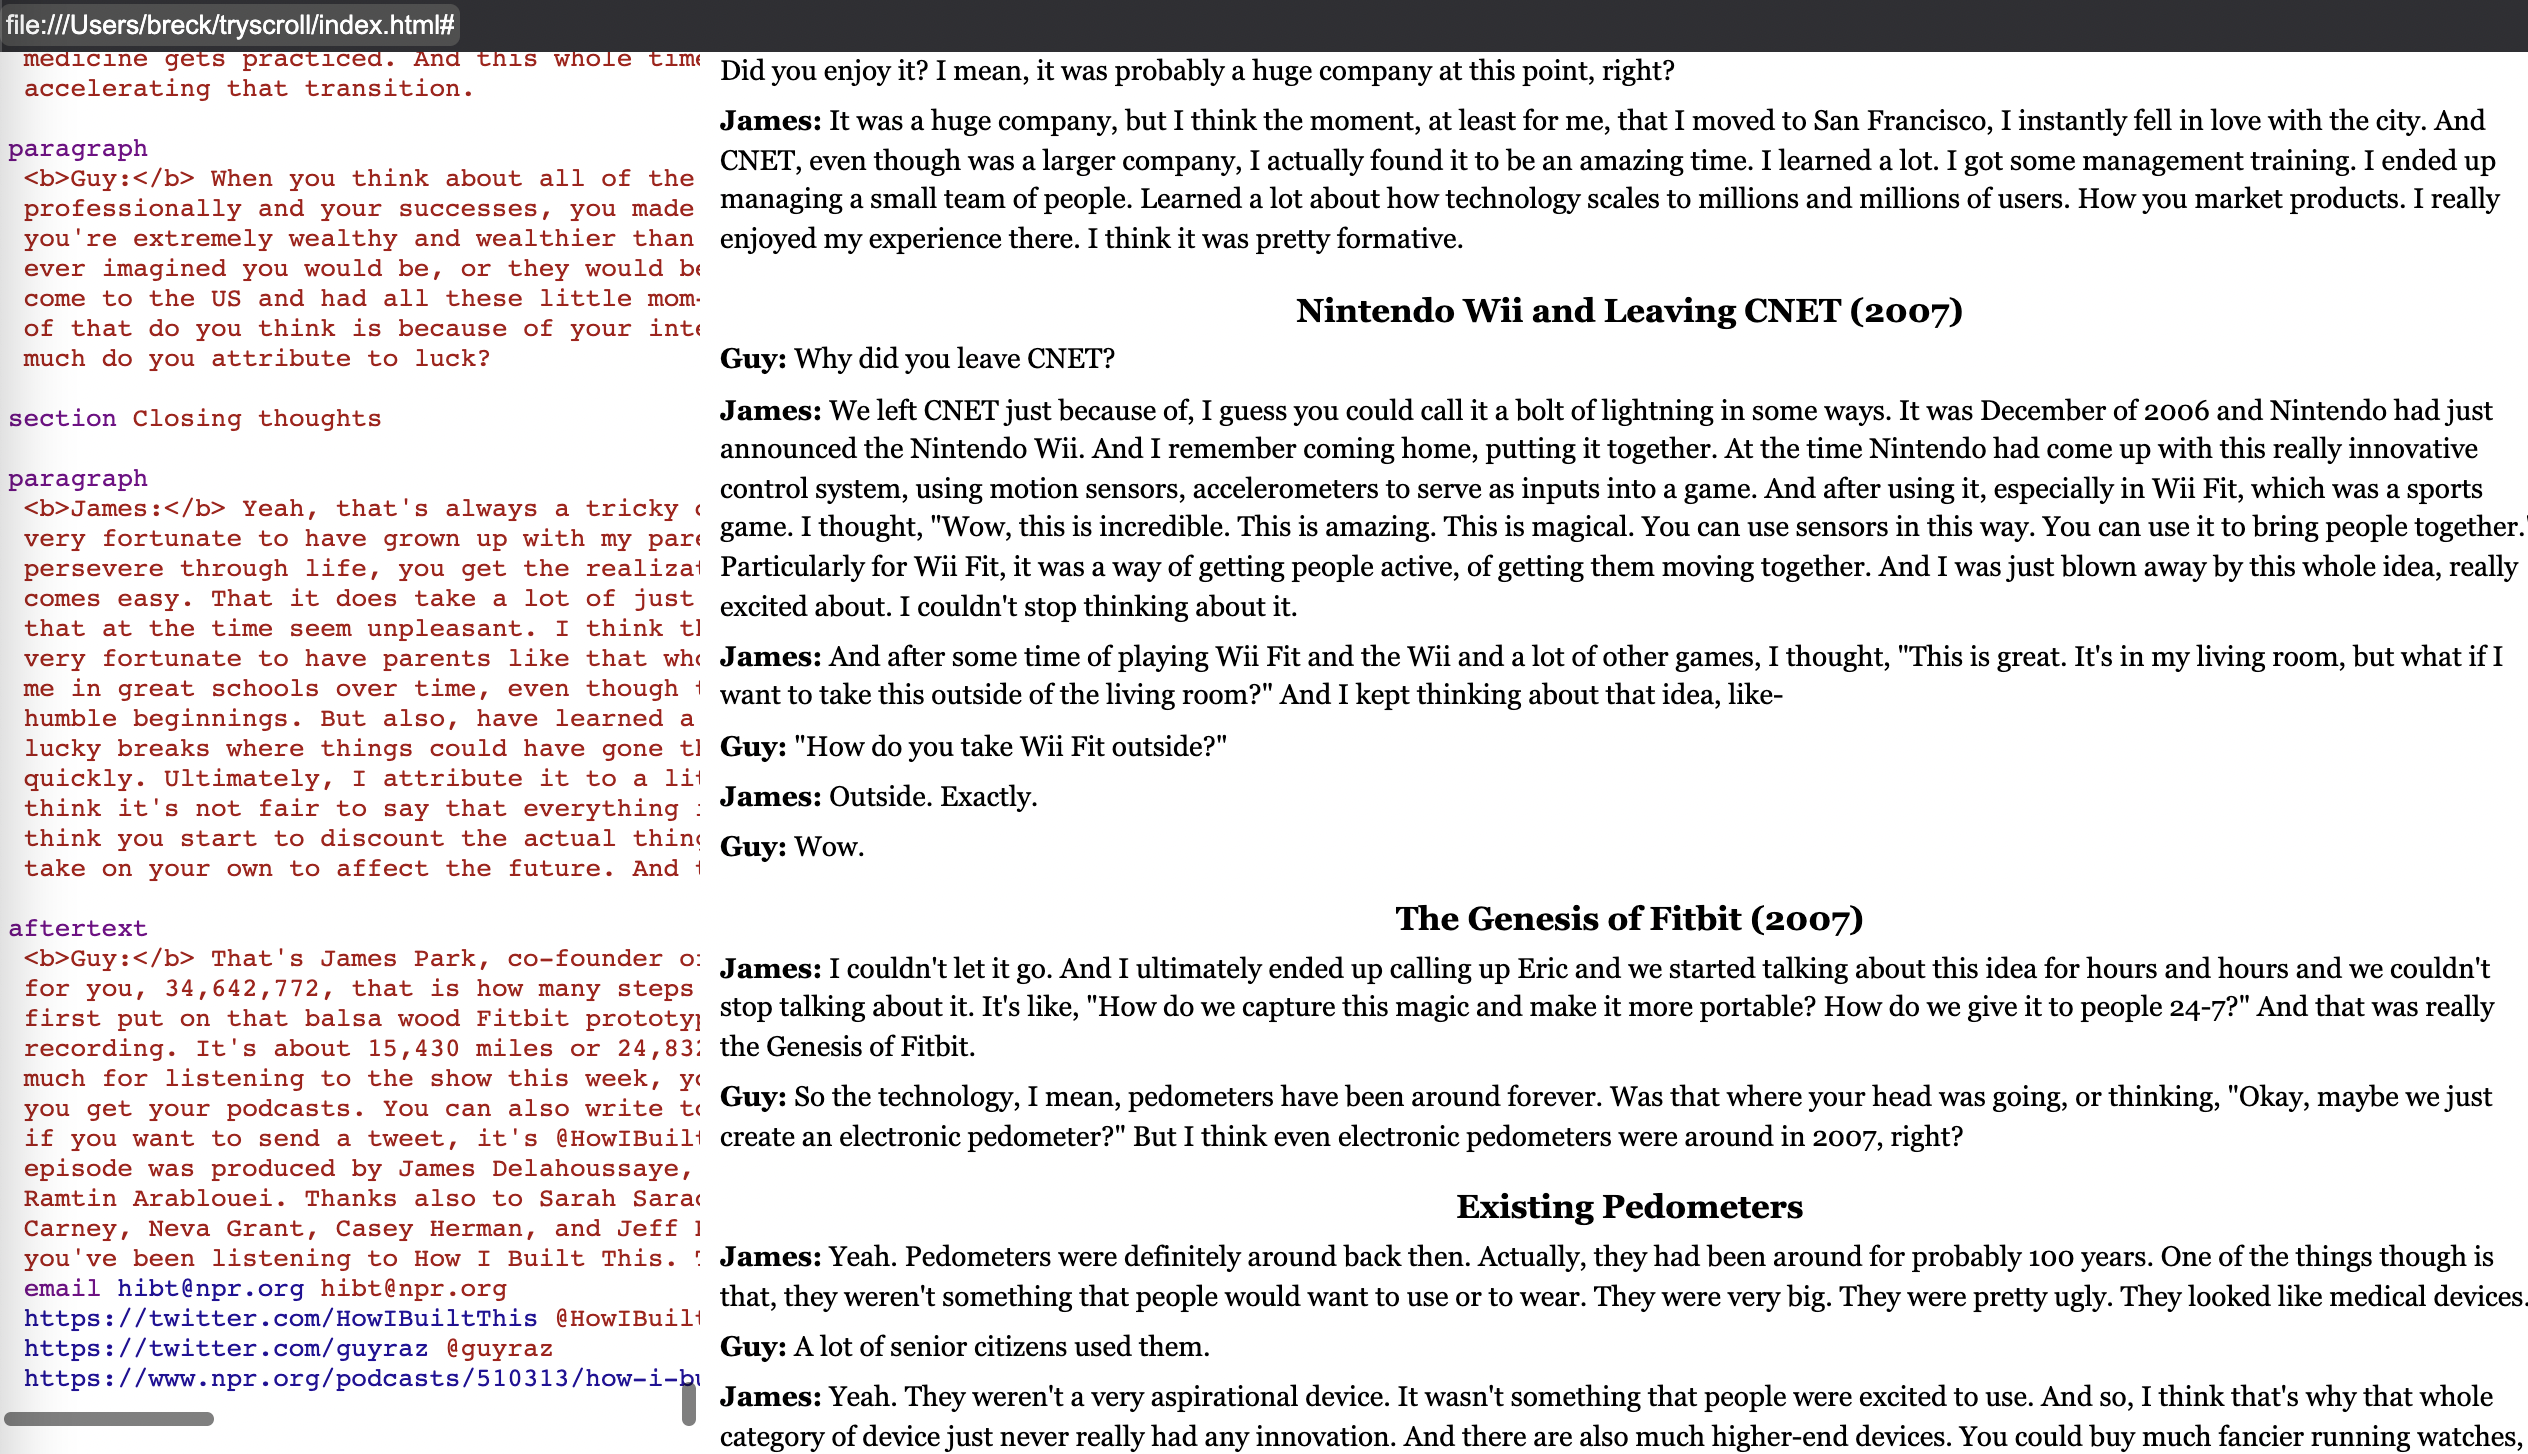 file:///Users/breck/tryscroll/index.html#
medicine gets practiced. And this whole time
accelerating that transition.
paragraph
<b>Guy:</b> When you think about all of the
professionally and your successes, you made
you're extremely wealthy and wealthier than
ever imagined you would be, or they would be
come to the US and had all these little mom-
of that do you think is because of your inte
much do you attribute to luck?
section Closing thoughts
paragraph
<b>James:</b> Yeah, that's always a tricky
very fortunate to have grown up with my pare
persevere through life, you get the realizat
comes easy. That it does take a lot of just
that at the time seem unpleasant. I think th
very fortunate to have parents like that who
me in great schools over time, even though
humble beginnings. But also, have learned a
lucky breaks where things could have gone th
quickly. Ultimately, I attribute it to a lit
think it's not fair to say that everything
think you start to discount the actual thing
take on your own to affect the future. And
aftertext
<b>Guy:</b> That's James Park, co-founder of
for you, 34,642,772, that is how many steps
first put on that balsa wood Fitbit prototyp
recording. It's about 15,430 miles or 24,832
much for listening to the show this week, yo
you get your podcasts. You can also write to
if you want to send a tweet, it's @HowIBuilt
episode was produced by James Delahoussaye,
Ramtin Arablouei. Thanks also to Sarah Sarac
Carney, Neva Grant, Casey Herman, and Jeff
you've been listening to How I Built This.
email hibt@npr.org hibt@npr.org
https://twitter.com/HowIBuiltThis @HowIBuilt
https://twitter.com/guyraz @guyraz
https://www.npr.org/podcasts/510313/how-i-bu
Did you enjoy it? I mean, it was probably a huge company at this point, right?
James: It was a huge company, but I think the moment, at least for me, that I moved to San Francisco, I instantly fell in love with the city. And
CNET, even though was a larger company, I actually found it to be an amazing time. I learned a lot. I got some management training. I ended up
managing a small team of people. Learned a lot about how technology scales to millions and millions of users. How you market products. I really
enjoyed my experience there. I think it was pretty formative.
Nintendo Wii and Leaving CNET (2007)
Guy: Why did you leave CNET?
James: We left CNET just because of, I guess you could call it a bolt of lightning in some ways. It was December of 2006 and Nintendo had just
announced the Nintendo Wii. And I remember coming home, putting it together. At the time Nintendo had come up with this really innovative
control system, using motion sensors, accelerometers to serve as inputs into a game. And after using it, especially in Wii Fit, which was a sports
game. I thought, "Wow, this is incredible. This is amazing. This is magical. You can use sensors in this way. You can use it to bring people together."
Particularly for Wii Fit, it was a way of getting people active, of getting them moving together. And I was just blown away by this whole idea, really
excited about. I couldn't stop thinking about it.
James: And after some time of playing Wii Fit and the Wii and a lot of other games, I thought, "This is great. It's in my living room, but what if I
want to take this outside of the living room?" And I kept thinking about that idea, like-
Guy: "How do you take Wii Fit outside?"
James: Outside. Exactly.
Guy: Wow.
The Genesis of Fitbit (2007)
James: I couldn't let it go. And I ultimately ended up calling up Eric and we started talking about this idea for hours and hours and we couldn't
stop talking about it. It's like, "How do we capture this magic and make it more portable? How do we give it to people 24-7?" And that was really
the Genesis of Fitbit.
Guy: So the technology, I mean, pedometers have been around forever. Was that where your head was going, or thinking, "Okay, maybe we just
create an electronic pedometer?" But I think even electronic pedometers were around in 2007, right?
Existing Pedometers
James: Yeah. Pedometers were definitely around back then. Actually, they had been around for probably 100 years. One of the things though is
that, they weren't something that people would want to use or to wear. They were very big. They were pretty ugly. They looked like medical devices.
Guy: A lot of senior citizens used them.
James: Yeah. They weren't a very aspirational device. It wasn't something that people were excited to use. And so, I think that's why that whole
category of device just never really had any innovation. And there are also much higher-end devices. You could buy much fancier running watches,